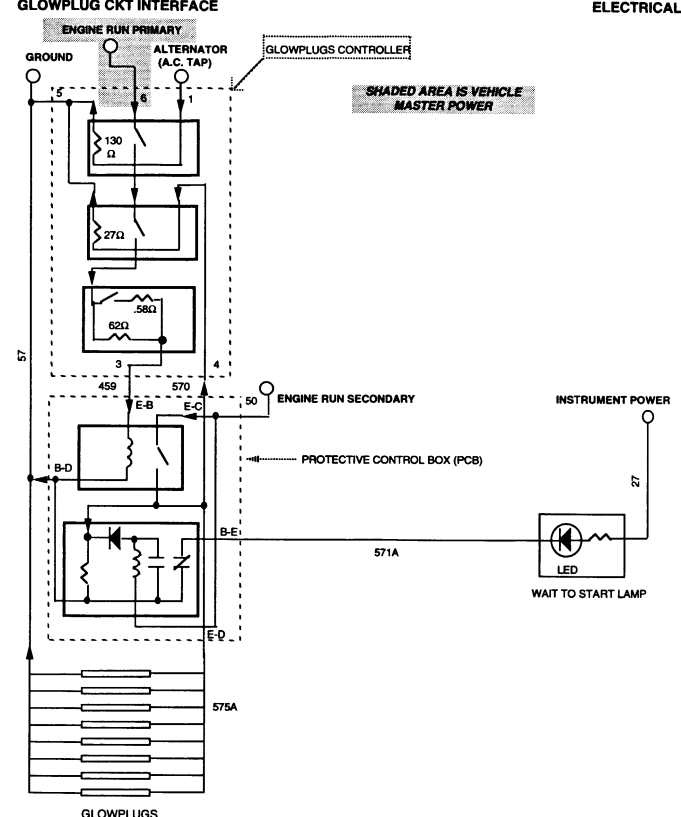 GLOWPLUG CKT INTERFACE
ELECTRICAL
ENGINE RUN PRIMARY
GROUND
ALTERNATOR
(A.C. TAP)
GLOWPLUGS CONTROLLER
SHADED AREA IS VEHICLE
MASTER POWER
5
6
1
130
Ω
27Ω
.58Ω
62Ω
57
3
4
459
570
E-B
E-C
50
ENGINE RUN SECONDARY
INSTRUMENT POWER
B-D
PROTECTIVE CONTROL BOX (PCB)
27
B-E
571A
LED
WAIT TO START LAMP
E-D
575A
GLOWPLUGS